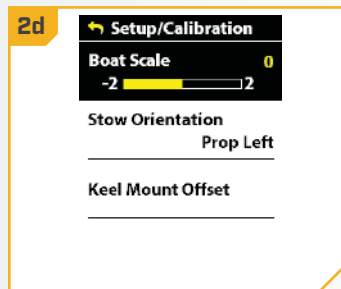 2d
Setup/Calibration
Boat Scale 0
-2 2
Stow Orientation
Prop Left
Keel Mount Offset